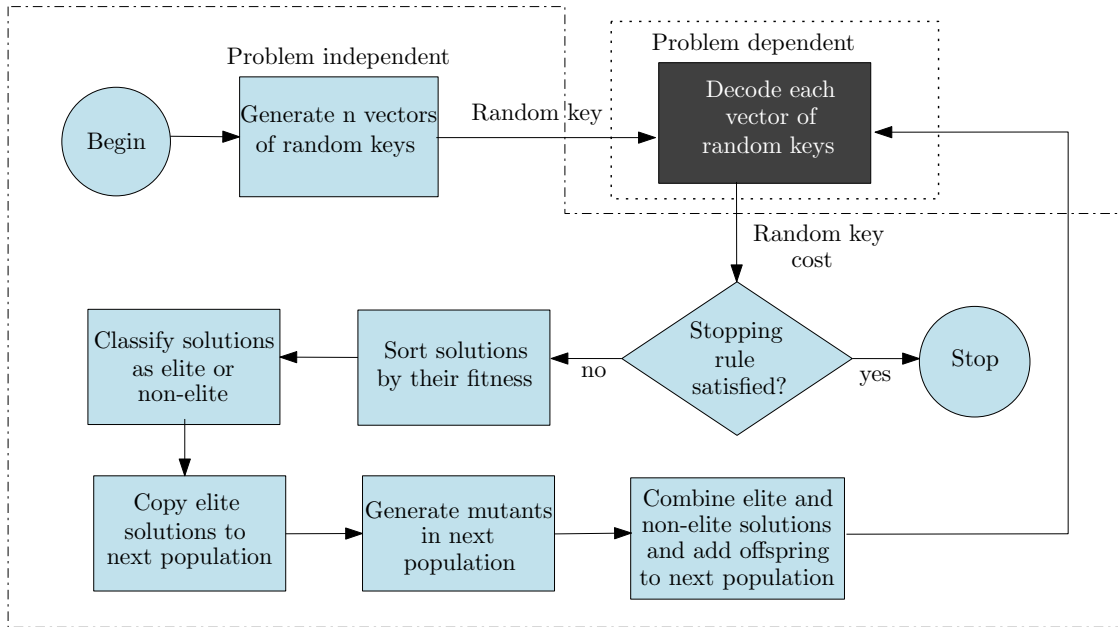 Problem independent
Problem dependent
Begin
Generate n vectors
of random keys
Random key
Decode each
vector of
random keys
Random key
cost
Stopping
rule
satisfied?
yes
Stop
no
Sort solutions
by their fitness
Classify solutions
as elite or
non-elite
Copy elite
solutions to
next population
Generate mutants
in next
population
Combine elite and
non-elite solutions
and add offspring
to next population